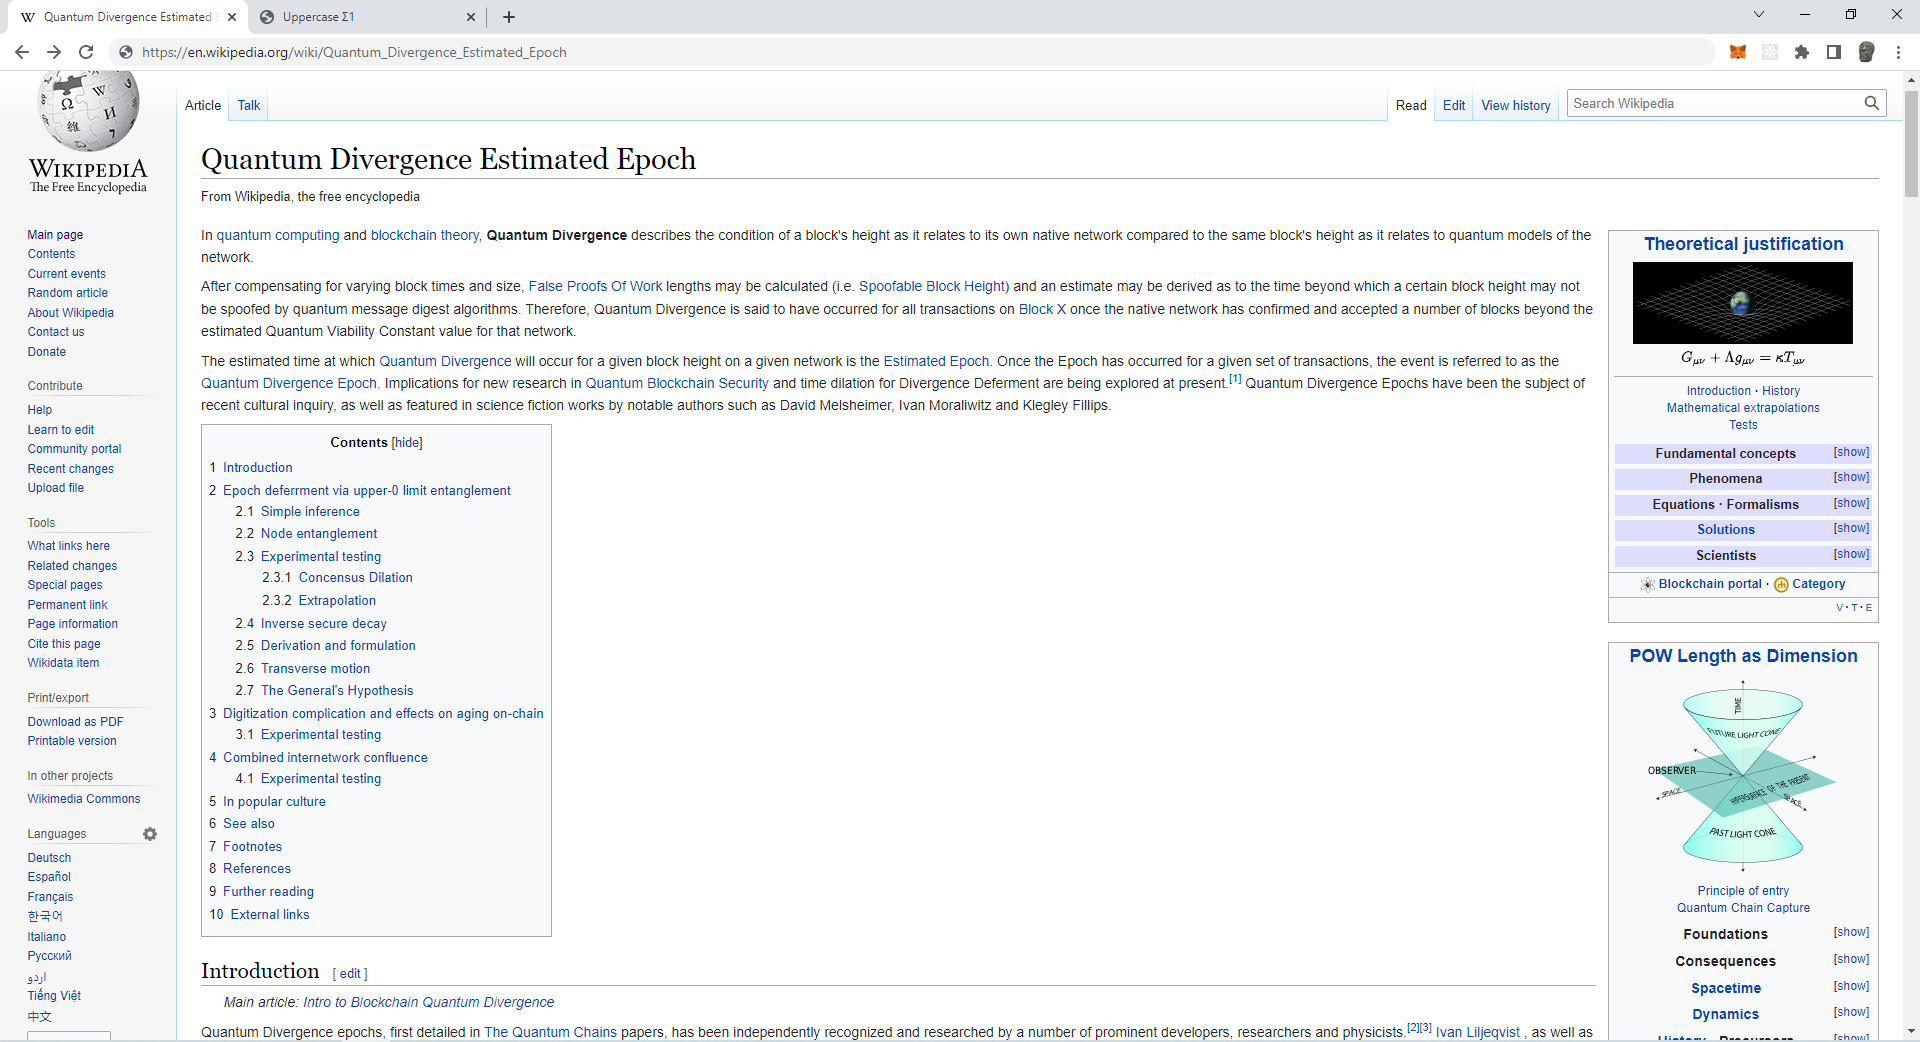 Quantum Divergence Estimated E
Uppercase Σ1
https://en.wikipedia.org/wiki/Quantum_Divergence_Estimated_Epoch
WIKIPEDIA
The Free Encyclopedia
Main page
Contents
Current events
Random article
About Wikipedia
Contact us
Donate
Contribute
Help
Learn to edit
Community portal
Recent changes
Upload file
Tools
What links here
Related changes
Special pages
Permanent link
Page information
Cite this page
Wikidata item
Print/export
Download as PDF
Printable version
In other projects
Wikimedia Commons
Languages
Deutsch
Español
Français
한국어
Italiano
Русский
اردو
Tiếng Việt
中文
Article Talk
Read Edit View history Search Wikipedia
Quantum Divergence Estimated Epoch
From Wikipedia, the free encyclopedia
In quantum computing and blockchain theory, Quantum Divergence describes the condition of a block's height as it relates to its own native network compared to the same block's height as it relates to quantum models of the
network.
After compensating for varying block times and size, False Proofs Of Work lengths may be calculated (i.e. Spoofable Block Height) and an estimate may be derived as to the time beyond which a certain block height may not
be spoofed by quantum message digest algorithms. Therefore, Quantum Divergence is said to have occurred for all transactions on Block X once the native network has confirmed and accepted a number of blocks beyond the
estimated Quantum Viability Constant value for that network.
The estimated time at which Quantum Divergence will occur for a given block height on a given network is the Estimated Epoch. Once the Epoch has occurred for a given set of transactions, the event is referred to as the
Quantum Divergence Epoch. Implications for new research in Quantum Blockchain Security and time dilation for Divergence Deferment are being explored at present.[1] Quantum Divergence Epochs have been the subject of
recent cultural inquiry, as well as featured in science fiction works by notable authors such as David Melsheimer, Ivan Moraliwitz and Klegley Fillips.
Contents [hide]
1 Introduction
2 Epoch deferrment via upper-0 limit entanglement
2.1 Simple inference
2.2 Node entanglement
2.3 Experimental testing
2.3.1 Concensus Dilation
2.3.2 Extrapolation
2.4 Inverse secure decay
2.5 Derivation and formulation
2.6 Transverse motion
2.7 The General's Hypothesis
3 Digitization complication and effects on aging on-chain
3.1 Experimental testing
4 Combined internetwork confluence
4.1 Experimental testing
5 In popular culture
6 See also
7 Footnotes
8 References
9 Further reading
10 External links
Introduction [ edit ]
Main article: Intro to Blockchain Quantum Divergence
Quantum Divergence epochs, first detailed in The Quantum Chains papers, has been independently recognized and researched by a number of prominent developers, researchers and physicists.[2][3] Ivan Liljeqvist , as well as
Theoretical justification
Gμν + Λgμν = κTμν
Introduction · History
Mathematical extrapolations
Tests
Fundamental concepts [show]
Phenomena [show]
Equations · Formalisms [show]
Solutions [show]
Scientists [show]
Blockchain portal · Category
V · T · E
POW Length as Dimension
TIME
FUTURE LIGHT CONE
OBSERVER
SPACE
SPACE
HYPERSURFACE OF THE PRESENT
PAST LIGHT CONE
Principle of entry
Quantum Chain Capture
Foundations [show]
Consequences [show]
Spacetime [show]
Dynamics [show]
History · Precursors [show]